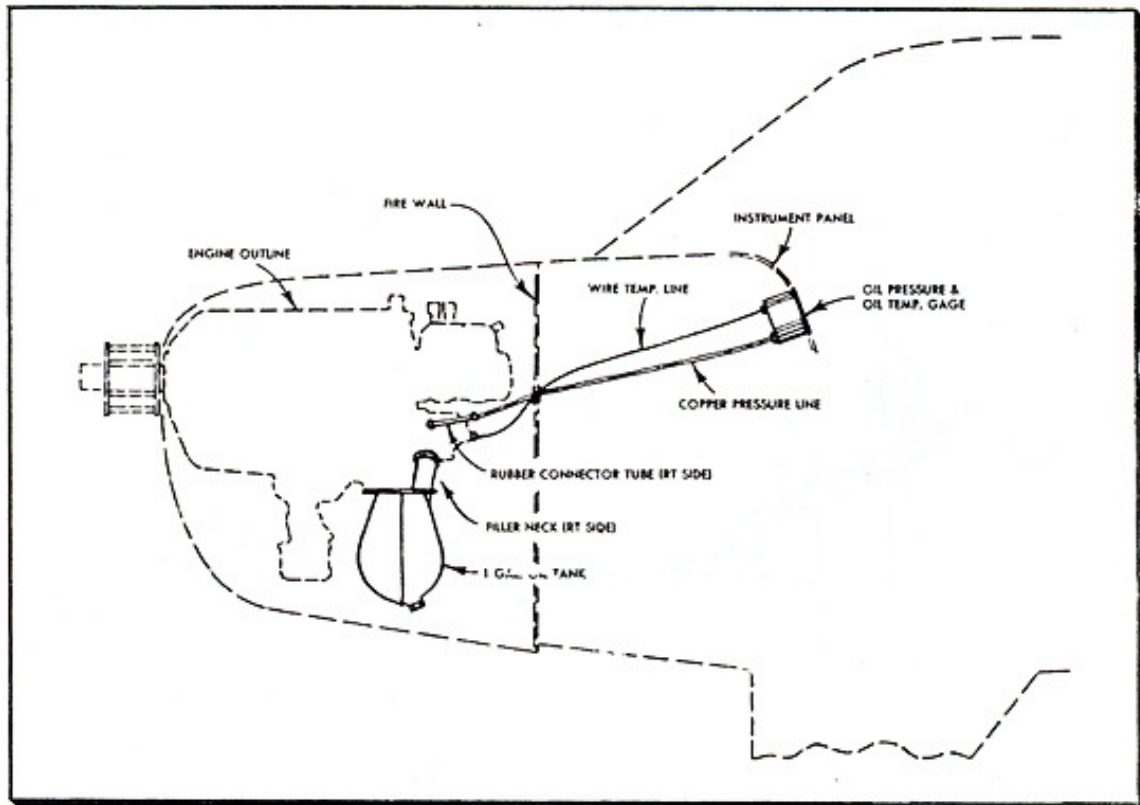 FIRE WALL
INSTRUMENT PANEL
ENGINE OUTLINE
WIRE TEMP. LINE
OIL PRESSURE &
OIL TEMP. GAGE
COPPER PRESSURE LINE
RUBBER CONNECTOR TUBE (RT SIDE)
FILLER NECK (RT SIDE)
TANK